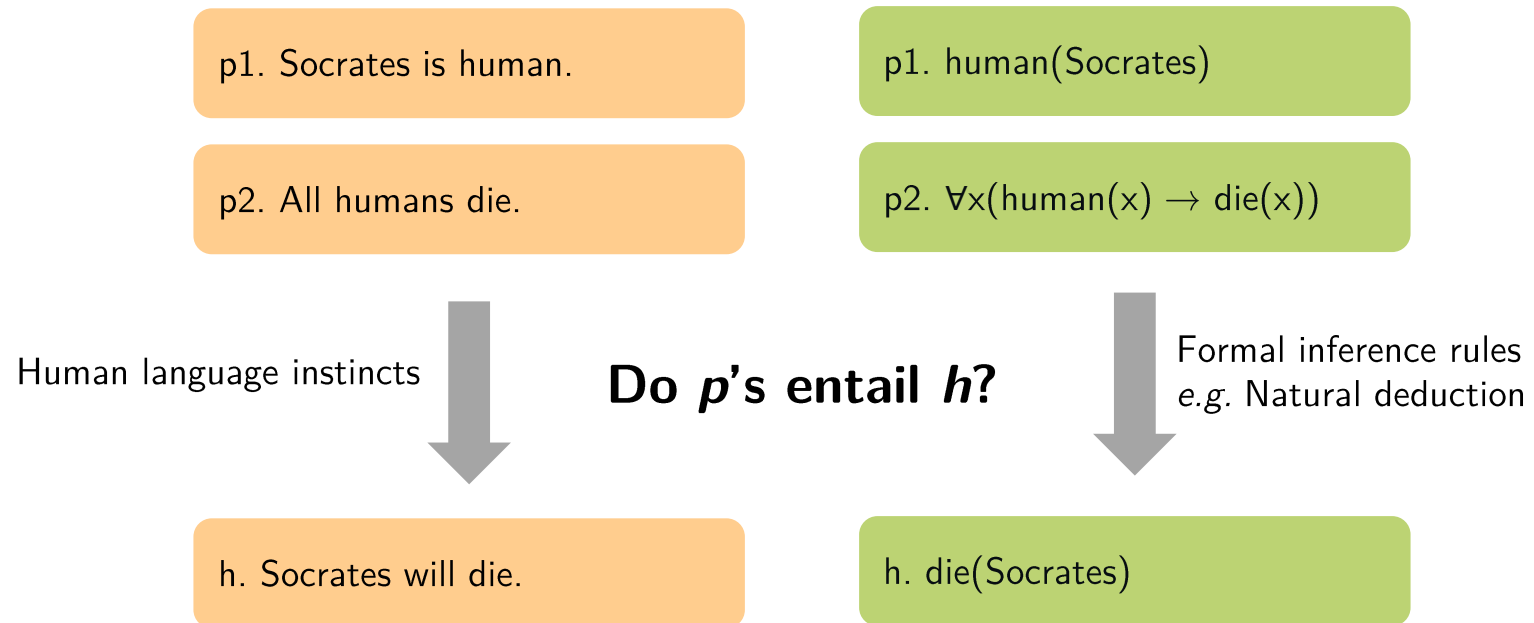 p1. Socrates is human.
p2. All humans die.
Human language instincts
h. Socrates will die.
Do p's entail h?
p1. human(Socrates)
p2. ∀x(human(x) → die(x))
Formal inference rules
e.g. Natural deduction
h. die(Socrates)